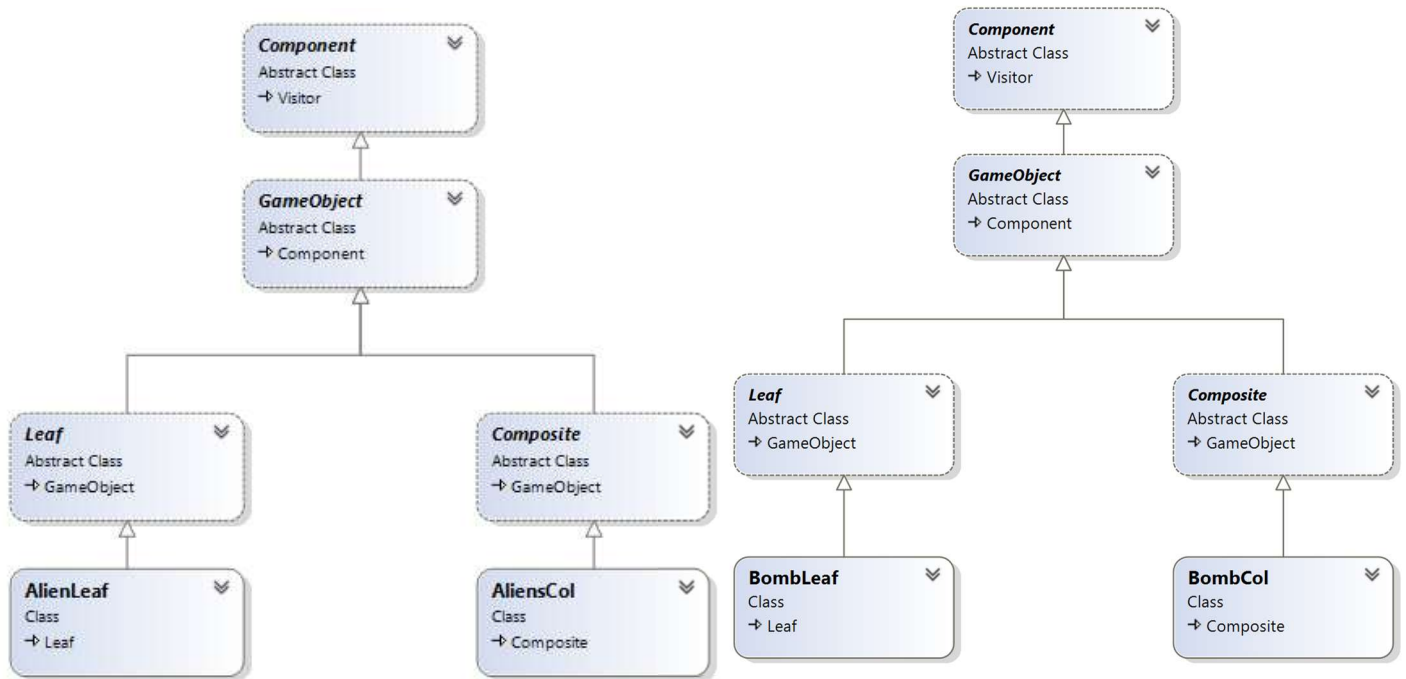 Component
Abstract Class
Visitor
GameObject
Abstract Class
Component
Leaf
Abstract Class
GameObject
Composite
Abstract Class
GameObject
AlienLeaf
Class
Leaf
AliensCol
Class
Composite
Component
Abstract Class
Visitor
GameObject
Abstract Class
Component
Leaf
Abstract Class
GameObject
Composite
Abstract Class
GameObject
BombLeaf
Class
Leaf
BombCol
Class
Composite